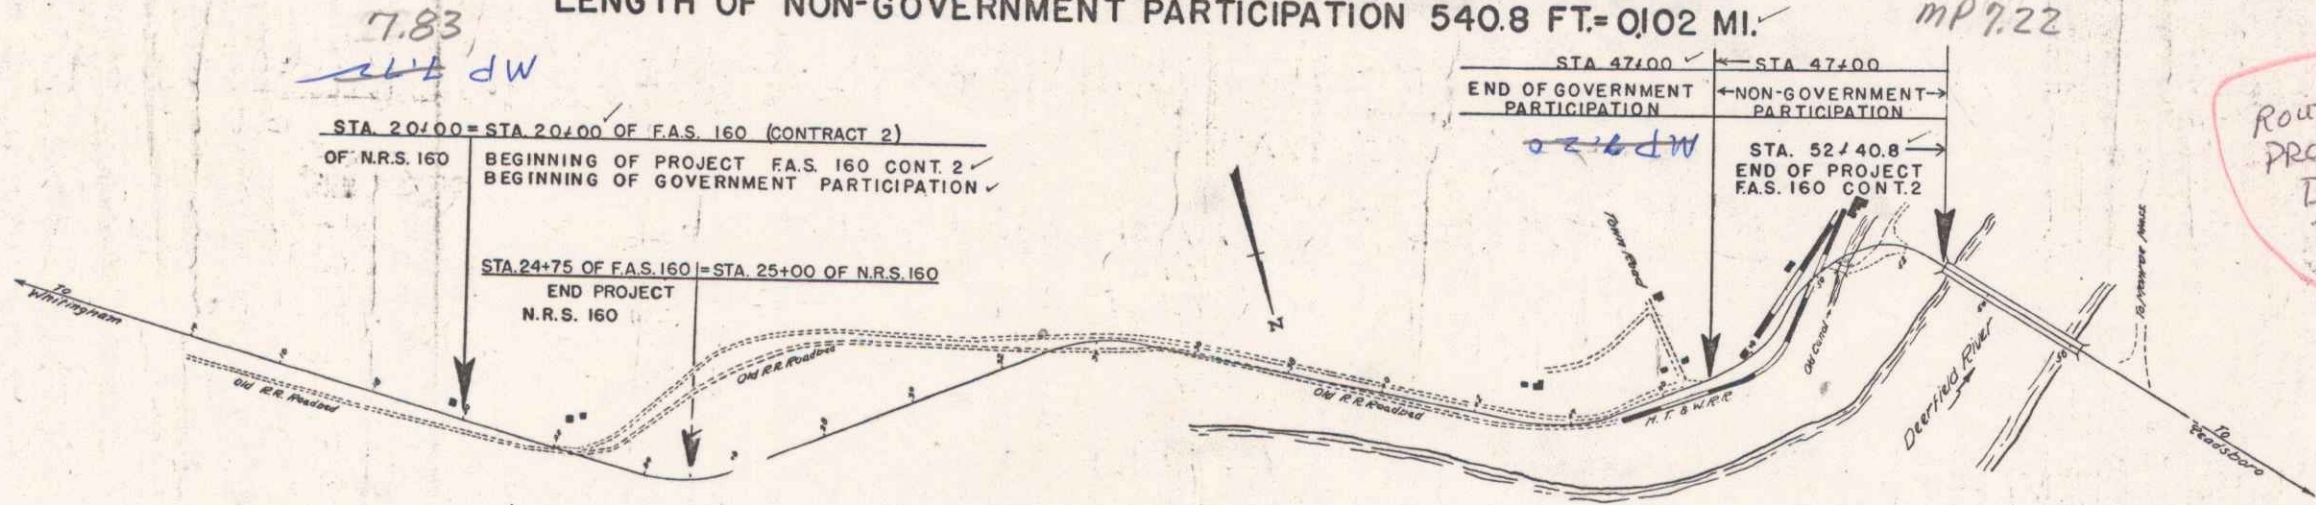 LENGTH OF NON-GOVERNMENT PARTICIPATION 540.8 FT.= 0.102 MI.
7.83
MP 7.22
STA. 20+00 = STA. 20+00 OF F.A.S. 160 (CONTRACT 2)
OF N.R.S. 160
BEGINNING OF PROJECT F.A.S. 160 CONT. 2
BEGINNING OF GOVERNMENT PARTICIPATION
STA. 24+75 OF F.A.S. 160 = STA. 25+00 OF N.R.S. 160
END PROJECT
N.R.S. 160
STA. 47+00
STA. 47+00
END OF GOVERNMENT
PARTICIPATION
NON-GOVERNMENT
PARTICIPATION
MP 7.20
STA. 52+40.8
END OF PROJECT
F.A.S. 160 CONT. 2
To
Whitingham
Old R.R. Roadbed
Old R.R. Roadbed
Old R.R. Roadbed
Town Road
H.T. & W.R.R.
Old Canal
Deerfield River
To
Readsboro
N